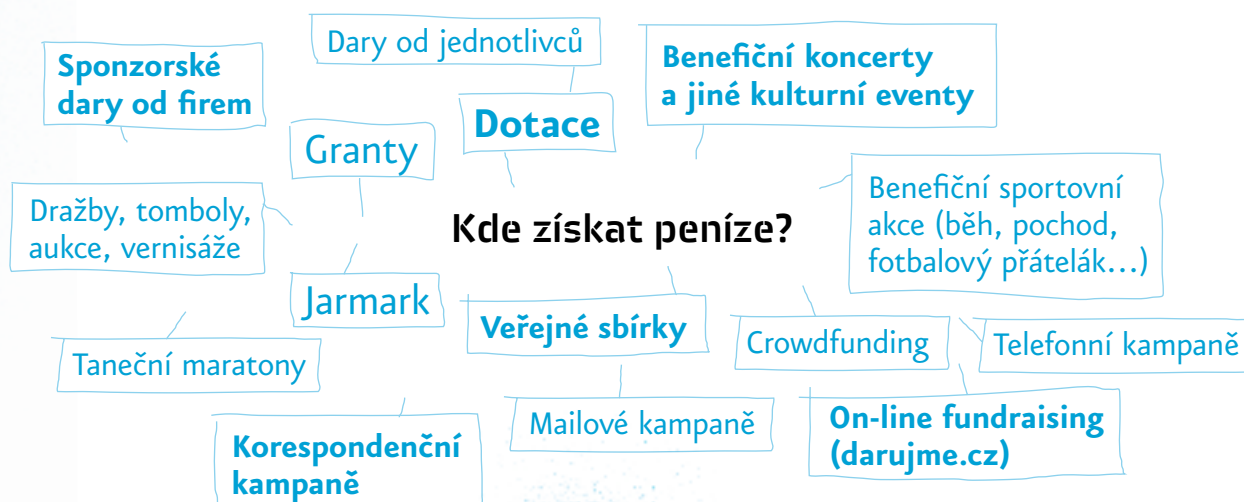 Dary od jednotlivců
Sponzorské
dary od firem
Benefiční koncerty
a jiné kulturní eventy
Dotace
Granty
Benefiční sportovní
akce (běh, pochod,
fotbalový přátelák…)
Dražby, tomboly,
aukce, vernisáže
Kde získat peníze?
Jarmark
Veřejné sbírky
Crowdfunding
Telefonní kampaně
Taneční maratony
Mailové kampaně
On-line fundraising
(darujme.cz)
Korespondenční
kampaně